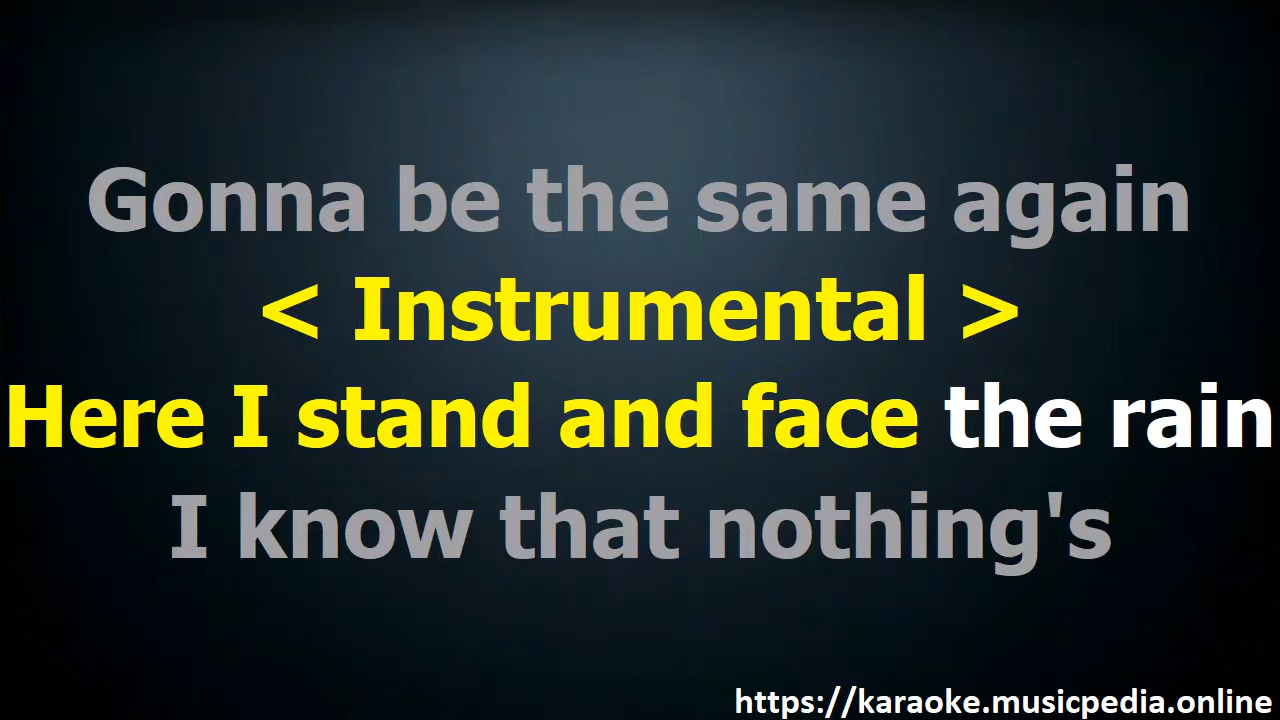 Gonna be the same again
< Instrumental >
Here I stand and face the rain
I know that nothing's
https://karaoke.musicpedia.online